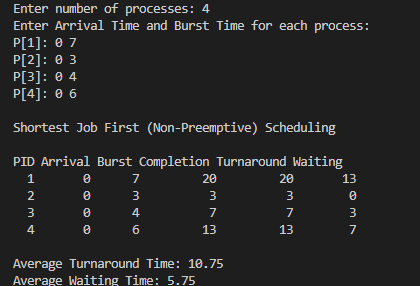 Enter number of processes: 4
Enter Arrival Time and Burst Time for each process:
P[1]: 0 7
P[2]: 0 3
P[3]: 0 4
P[4]: 0 6
Shortest Job First (Non-Preemptive) Scheduling
PID Arrival Burst Completion Turnaround Waiting
1 0 7 20 20 13
2 0 3 3 3 0
3 0 4 7 7 3
4 0 6 13 13 7
Average Turnaround Time: 10.75
Average Waiting Time: 5.75